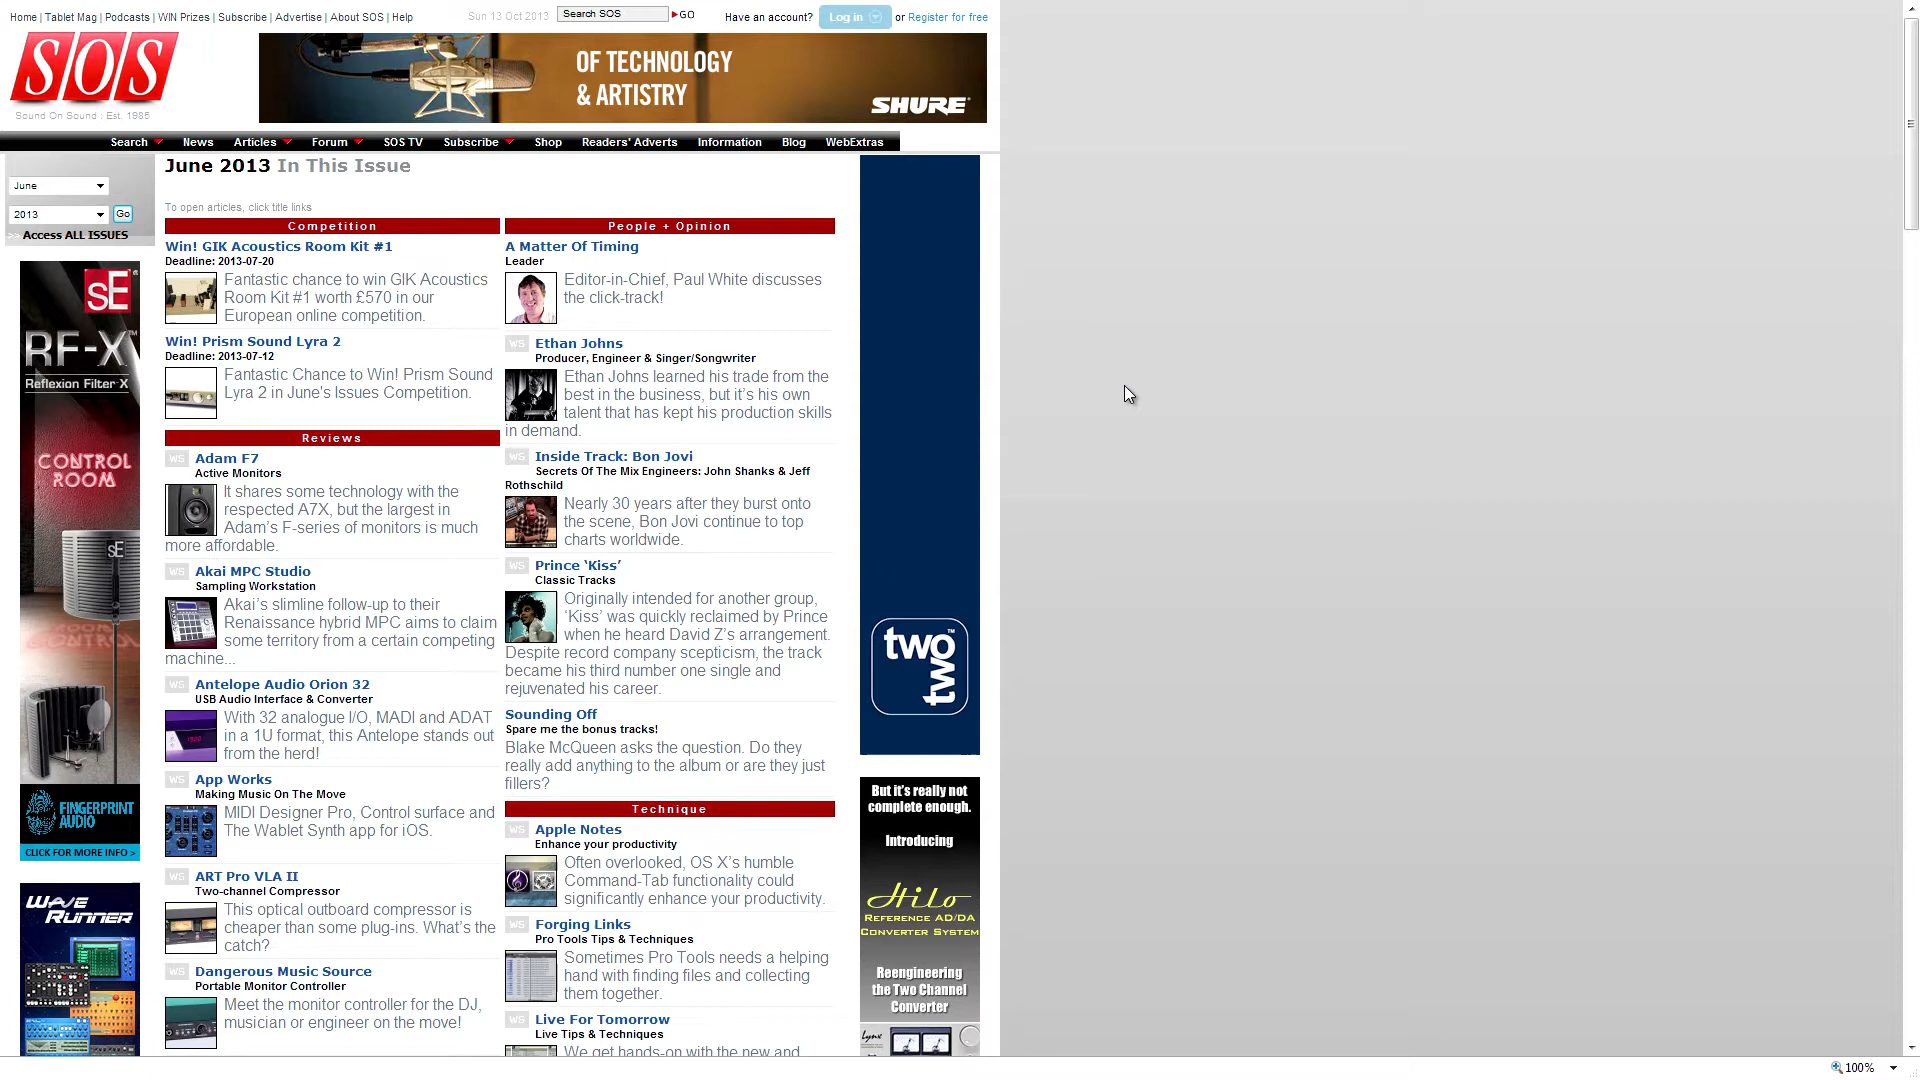 Home | Tablet Mag | Podcasts | WIN Prizes | Subscribe | Advertise | About SOS | Help
Sun 13 Oct 2013
Search SOS
GO
Have an account?
Log in
or Register for free
SOS
Sound On Sound : Est. 1985
OF TECHNOLOGY
& ARTISTRY
SHURE
Search
News
Articles
Forum
SOS TV
Subscribe
Shop
Readers' Adverts
Information
Blog
WebExtras
June
2013
Go
>> Access ALL ISSUES
June 2013 In This Issue
To open articles, click title links
Competition
Win! GIK Acoustics Room Kit #1
Deadline: 2013-07-20
Fantastic chance to win GIK Acoustics
Room Kit #1 worth £570 in our
European online competition.
Win! Prism Sound Lyra 2
Deadline: 2013-07-12
Fantastic Chance to Win! Prism Sound
Lyra 2 in June's Issues Competition.
Reviews
WS Adam F7
Active Monitors
It shares some technology with the
respected A7X, but the largest in
Adam's F-series of monitors is much
more affordable.
WS Akai MPC Studio
Sampling Workstation
Akai's slimline follow-up to their
Renaissance hybrid MPC aims to claim
some territory from a certain competing
machine...
WS Antelope Audio Orion 32
USB Audio Interface & Converter
With 32 analogue I/O, MADI and ADAT
in a 1U format, this Antelope stands out
from the herd!
WS App Works
Making Music On The Move
MIDI Designer Pro, Control surface and
The Wablet Synth app for iOS.
WS ART Pro VLA II
Two-channel Compressor
This optical outboard compressor is
cheaper than some plug-ins. What's the
catch?
WS Dangerous Music Source
Portable Monitor Controller
Meet the monitor controller for the DJ,
musician or engineer on the move!
People + Opinion
A Matter Of Timing
Leader
Editor-in-Chief, Paul White discusses
the click-track!
WS Ethan Johns
Producer, Engineer & Singer/Songwriter
Ethan Johns learned his trade from the
best in the business, but it's his own
talent that has kept his production skills
in demand.
WS Inside Track: Bon Jovi
Secrets Of The Mix Engineers: John Shanks & Jeff
Rothschild
Nearly 30 years after they burst onto
the scene, Bon Jovi continue to top
charts worldwide.
WS Prince ‘Kiss’
Classic Tracks
Originally intended for another group,
‘Kiss’ was quickly reclaimed by Prince
when he heard David Z's arrangement.
Despite record company scepticism, the track
became his third number one single and
rejuvenated his career.
Sounding Off
Spare me the bonus tracks!
Blake McQueen asks the question. Do they
really add anything to the album or are they just
fillers?
Technique
WS Apple Notes
Enhance your productivity
Often overlooked, OS X's humble
Command-Tab functionality could
significantly enhance your productivity.
WS Forging Links
Pro Tools Tips & Techniques
Sometimes Pro Tools needs a helping
hand with finding files and collecting
them together.
WS Live For Tomorrow
Live Tips & Techniques
We get hands-on with the new and
sE
RF-X™
Reflexion Filter-X
CONTROL
ROOM
sE
FINGERPRINT
AUDIO
CLICK FOR MORE INFO >
WAVE
RUNNER
two™
two
But it's really not
complete enough.
Introducing
Hilo
REFERENCE AD/DA
CONVERTER SYSTEM
Reengineering
the Two Channel
Converter
Lynx
100%